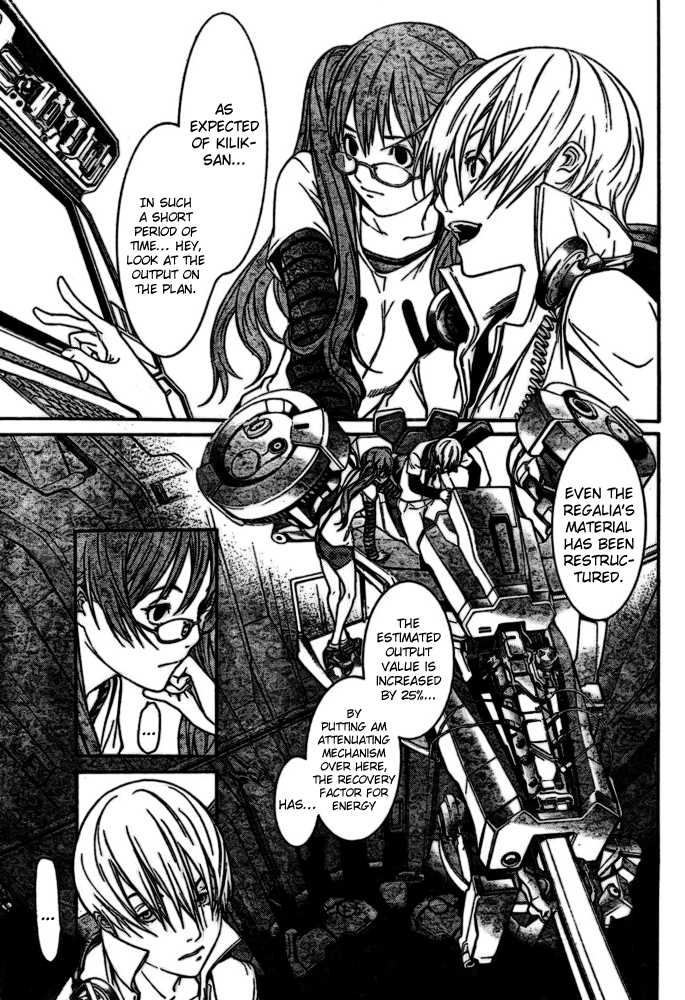 AS
EXPECTED
OF KILIK-
SAN...
IN SUCH
A SHORT
PERIOD OF
TIME... HEY,
LOOK AT THE
OUTPUT ON
THE PLAN.
EVEN THE
REGALIA'S
MATERIAL
HAS BEEN
RESTRUC-
TURED.
THE
ESTIMATED
OUTPUT
VALUE IS
INCREASED
BY 25%...
BY
PUTTING AM
ATTENUATING
MECHANISM
OVER HERE,
THE RECOVERY
FACTOR FOR
ENERGY
HAS...
...
...